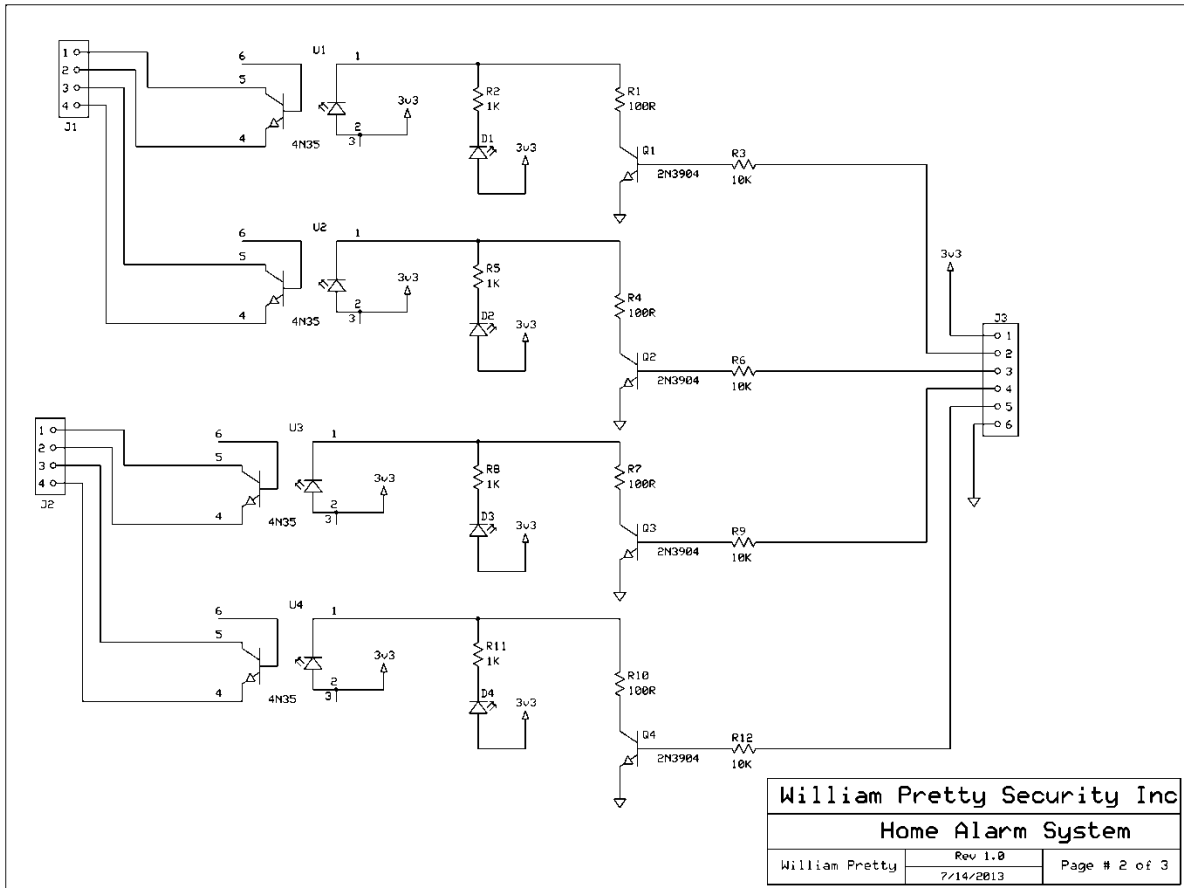 1
2
3
4
J1
6
U1
1
5
4
4N35
2
3
3v3
R2
1K
D1
3v3
R1
100R
Q1
2N3904
R3
10K
6
U2
1
5
4
4N35
2
3
3v3
R5
1K
D2
3v3
R4
100R
Q2
2N3904
R6
10K
3v3
J3
1
2
3
4
5
6
1
2
3
4
J2
6
U3
1
5
4
4N35
2
3
3v3
R8
1K
D3
3v3
R7
100R
Q3
2N3904
R9
10K
6
U4
1
5
4
4N35
2
3
3v3
R11
1K
D4
3v3
R10
100R
Q4
2N3904
R12
10K
William Pretty Security Inc
Home Alarm System
William Pretty
Rev 1.0
7/14/2013
Page # 2 of 3